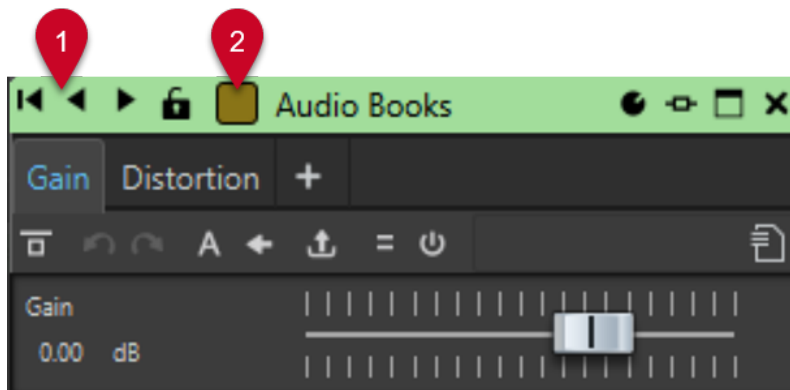 1 2
Audio Books
Gain Distortion +
A =
Gain
0.00 dB